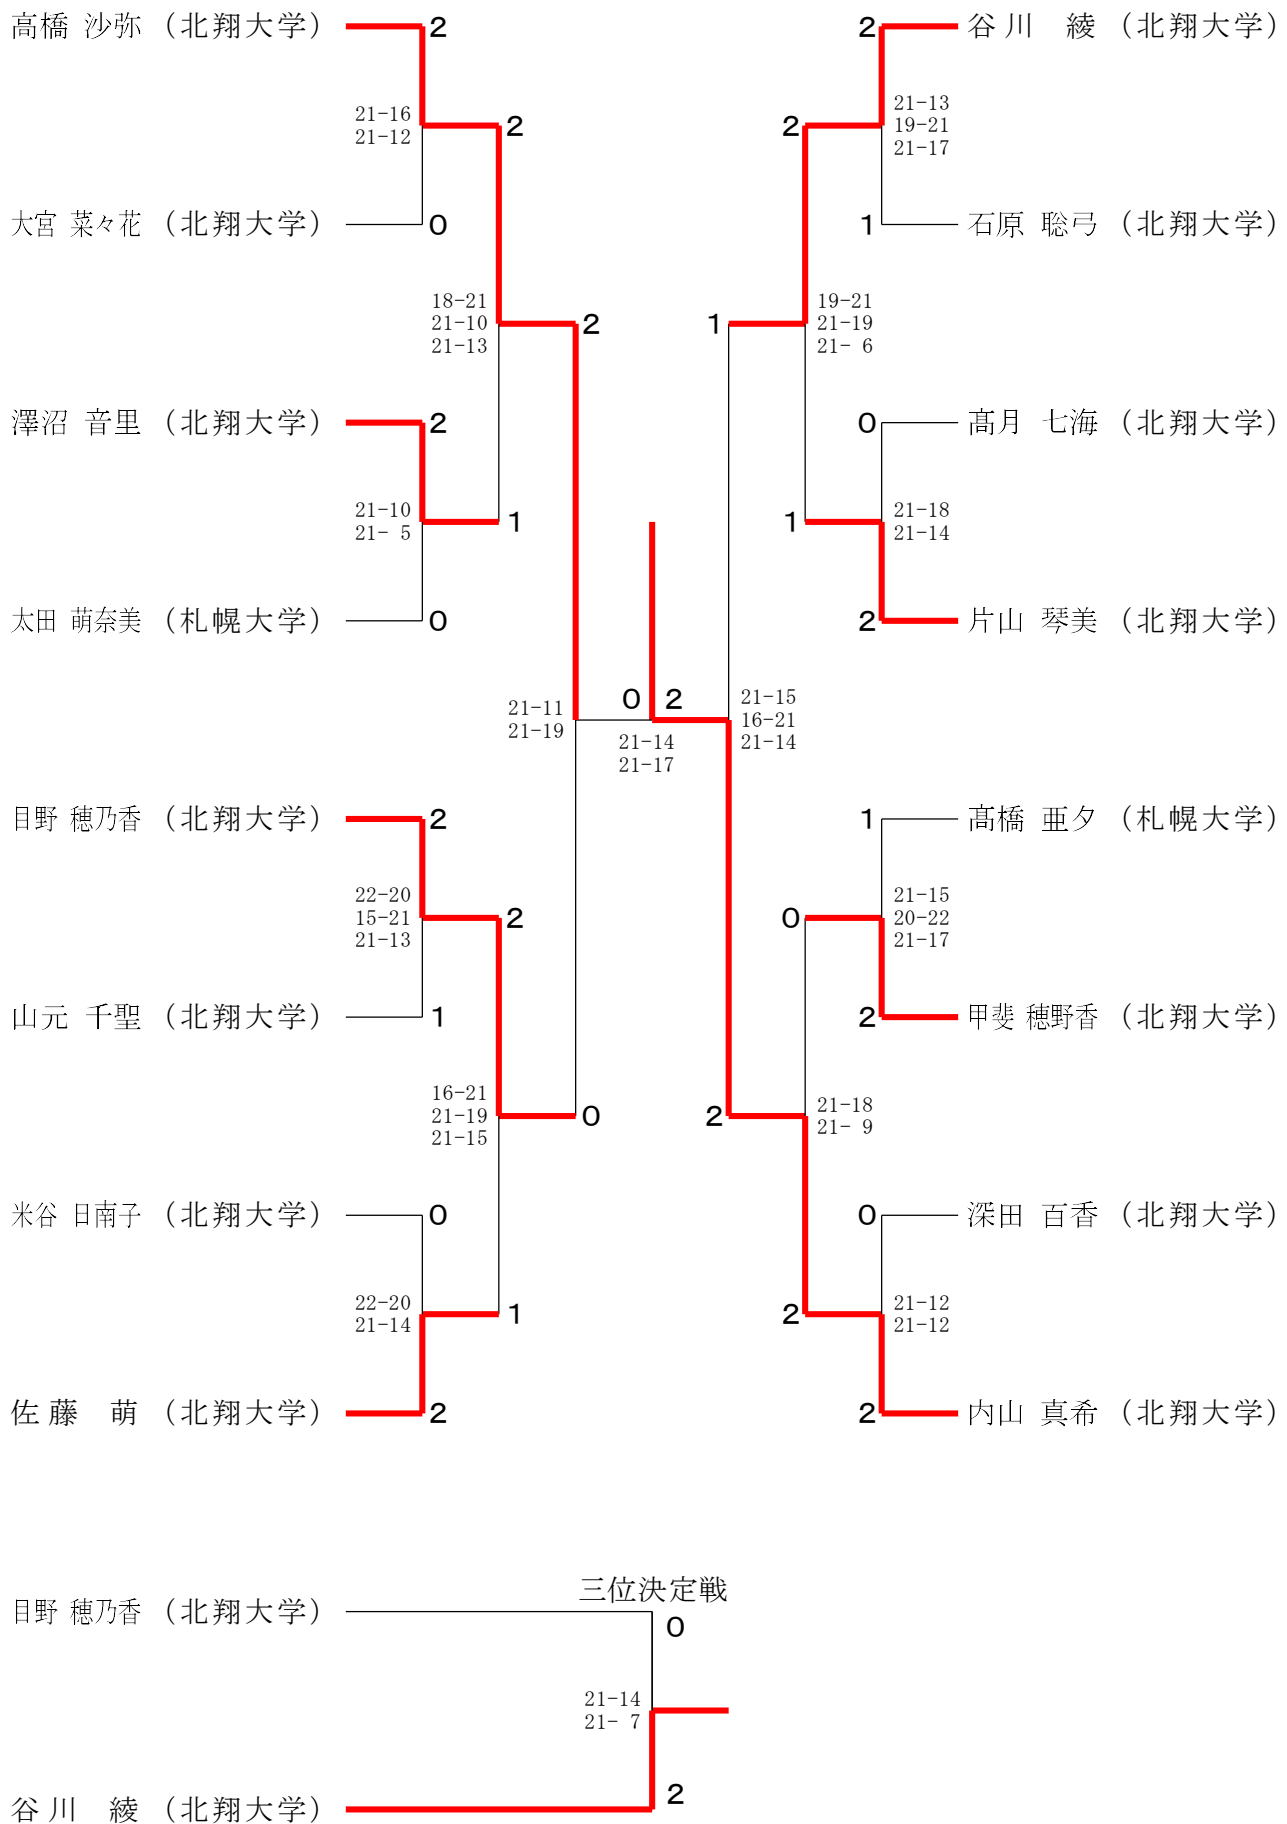 高橋 沙弥 （北翔大学） 2
21-16
21-12
2
大宮 菜々花 （北翔大学） 0
18-21
21-10
21-13
2
澤沼 音里 （北翔大学） 2
21-10
21- 5
1
太田 萌奈美 （札幌大学） 0
21-11
21-19
目野 穂乃香 （北翔大学） 2
22-20
15-21
21-13
2
山元 千聖 （北翔大学） 1
16-21
21-19
21-15
0
米谷 日南子 （北翔大学） 0
22-20
21-14
1
佐藤 萌 （北翔大学） 2
0 2
21-14
21-17
2 谷川 綾 （北翔大学）
2
21-13
19-21
21-17
1 石原 聡弓 （北翔大学）
1
19-21
21-19
21- 6
0 髙月 七海 （北翔大学）
1
21-18
21-14
2 片山 琴美 （北翔大学）
21-15
16-21
21-14
1 髙橋 亜夕 （札幌大学）
0
21-15
20-22
21-17
2 甲斐 穂野香 （北翔大学）
2
21-18
21- 9
0 深田 百香 （北翔大学）
2
21-12
21-12
2 内山 真希 （北翔大学）
三位決定戦
目野 穂乃香 （北翔大学） 0
21-14
21- 7
谷川 綾 （北翔大学） 2